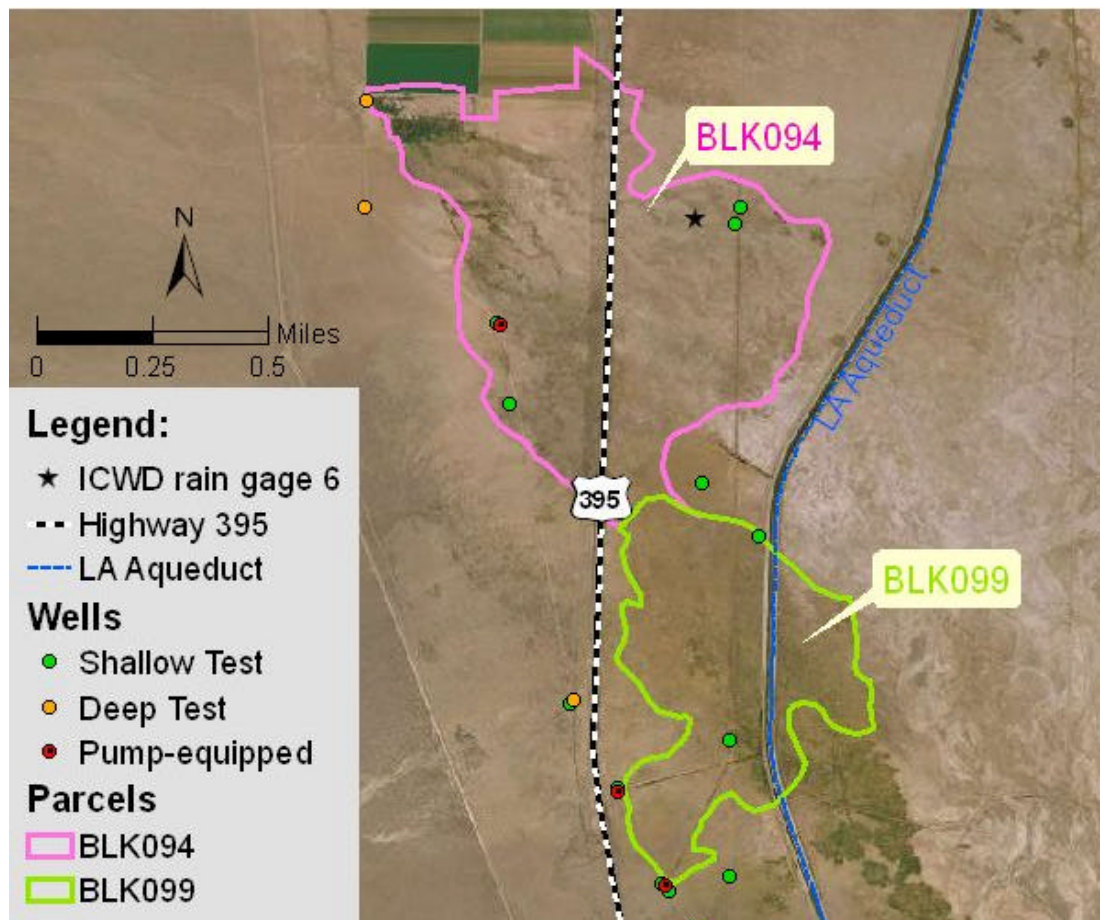 BLK094
N
Miles
0 0.25 0.5
LA Aqueduct
395
BLK099
Legend:
ICWD rain gage 6
Highway 395
LA Aqueduct
Wells
Shallow Test
Deep Test
Pump-equipped
Parcels
BLK094
BLK099